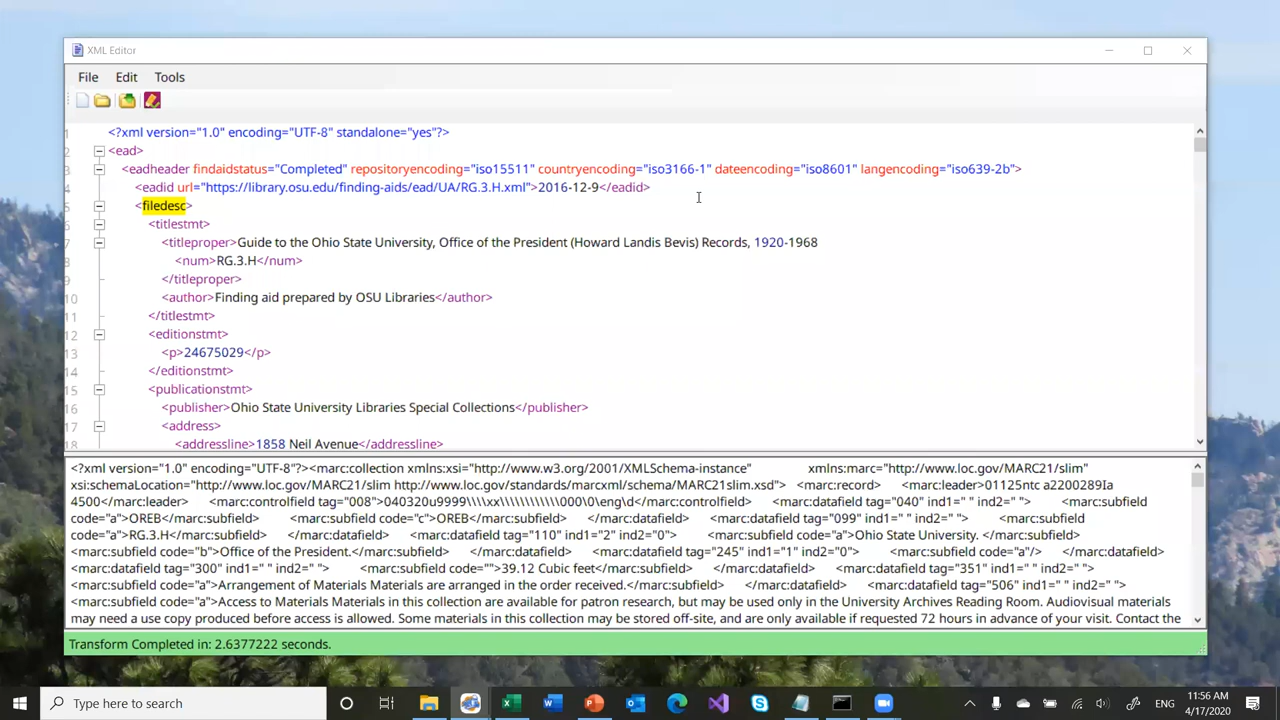 XML Editor
File Edit Tools
1 <?xml version="1.0" encoding="UTF-8" standalone="yes"?>
2 <ead>
3 <eadheader findaidstatus="Completed" repositoryencoding="iso15511" countryencoding="iso3166-1" dateencoding="iso8601" langencoding="iso639-2b">
4 <eadid url="https://library.osu.edu/finding-aids/ead/UA/RG.3.H.xml">2016-12-9</eadid>
5 <filedesc>
6 <titlestmt>
7 <titleproper>Guide to the Ohio State University, Office of the President (Howard Landis Bevis) Records, 1920-1968
8 <num>RG.3.H</num>
9 </titleproper>
10 <author>Finding aid prepared by OSU Libraries</author>
11 </titlestmt>
12 <editionstmt>
13 <p>24675029</p>
14 </editionstmt>
15 <publicationstmt>
16 <publisher>Ohio State University Libraries Special Collections</publisher>
17 <address>
18 <addressline>1858 Neil Avenue</addressline>
<?xml version="1.0" encoding="UTF-8"?><marc:collection xmlns:xsi="http://www.w3.org/2001/XMLSchema-instance" xmlns:marc="http://www.loc.gov/MARC21/slim"
xsi:schemaLocation="http://www.loc.gov/MARC21/slim http://www.loc.gov/standards/marcxml/schema/MARC21slim.xsd"> <marc:record> <marc:leader>01125ntc a2200289Ia
4500</marc:leader> <marc:controlfield tag="008">040320u9999\\\\xx\\\\\\\\\\\\000\0\eng\d</marc:controlfield> <marc:datafield tag="040" ind1=" " ind2=" "> <marc:subfield
code="a">OREB</marc:subfield> <marc:subfield code="c">OREB</marc:subfield> </marc:datafield> <marc:datafield tag="099" ind1=" " ind2=" "> <marc:subfield
code="a">RG.3.H</marc:subfield> </marc:datafield> <marc:datafield tag="110" ind1="2" ind2="0"> <marc:subfield code="a">Ohio State University. </marc:subfield>
<marc:subfield code="b">Office of the President.</marc:subfield> </marc:datafield> <marc:datafield tag="245" ind1="1" ind2="0"> <marc:subfield code="a"/> </marc:datafield>
<marc:datafield tag="300" ind1=" " ind2=" "> <marc:subfield code="">39.12 Cubic feet</marc:subfield> </marc:datafield> <marc:datafield tag="351" ind1=" " ind2=" ">
<marc:subfield code="a">Arrangement of Materials Materials are arranged in the order received.</marc:subfield> </marc:datafield> <marc:datafield tag="506" ind1=" " ind2=" ">
<marc:subfield code="a">Access to Materials Materials in this collection are available for patron research, but may be used only in the University Archives Reading Room. Audiovisual materials
may need a use copy produced before access is allowed. Some materials in this collection may be stored off-site, and are only available if requested 72 hours in advance of your visit. Contact the
Transform Completed in: 2.6377222 seconds.
Type here to search
ENG
11:56 AM
4/17/2020